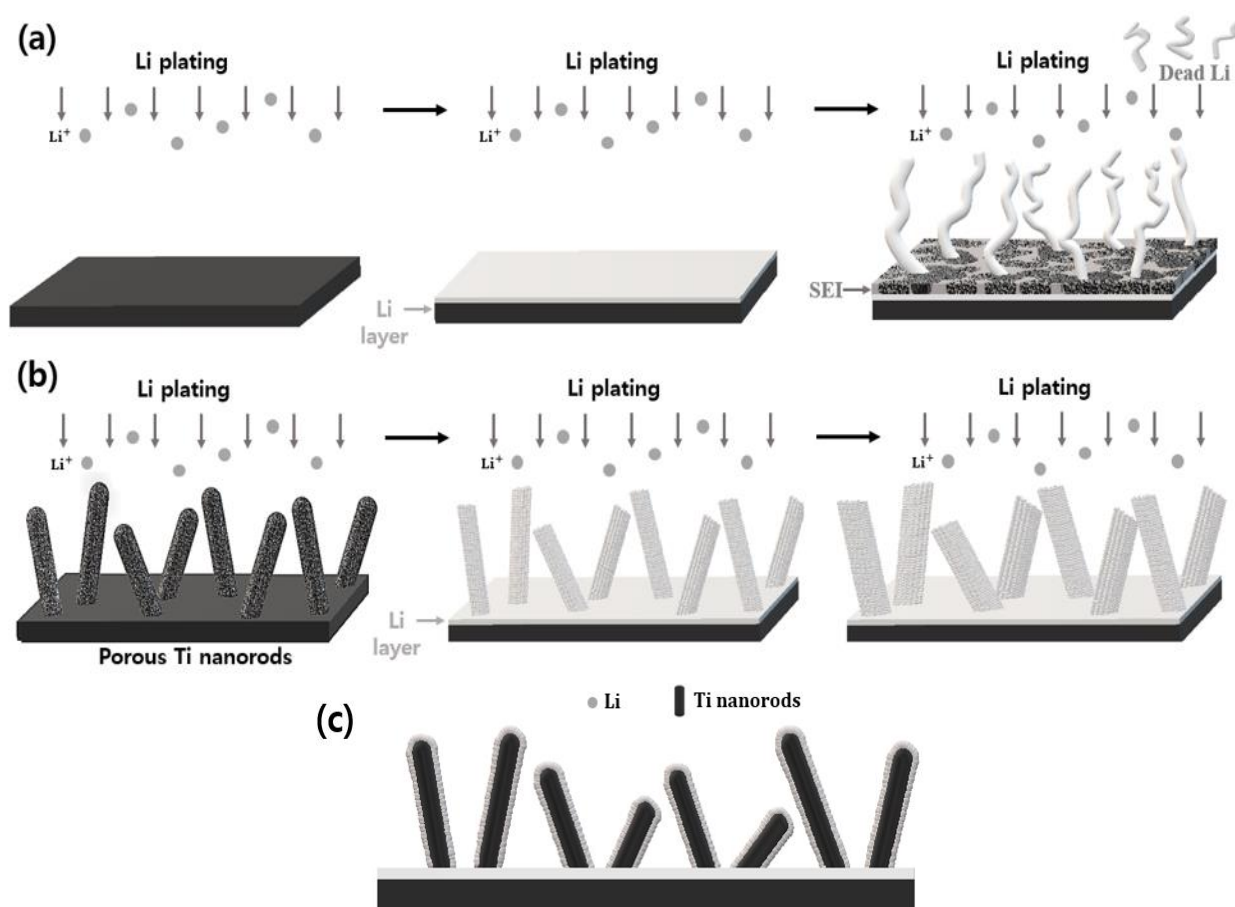 (a)
Li plating
Li plating
Li plating
Dead Li
Li⁺
Li⁺
Li⁺
Li
layer
SEI
(b)
Li plating
Li plating
Li plating
Li⁺
Li⁺
Li⁺
Li
layer
Porous Ti nanorods
(c)
Li
Ti nanorods